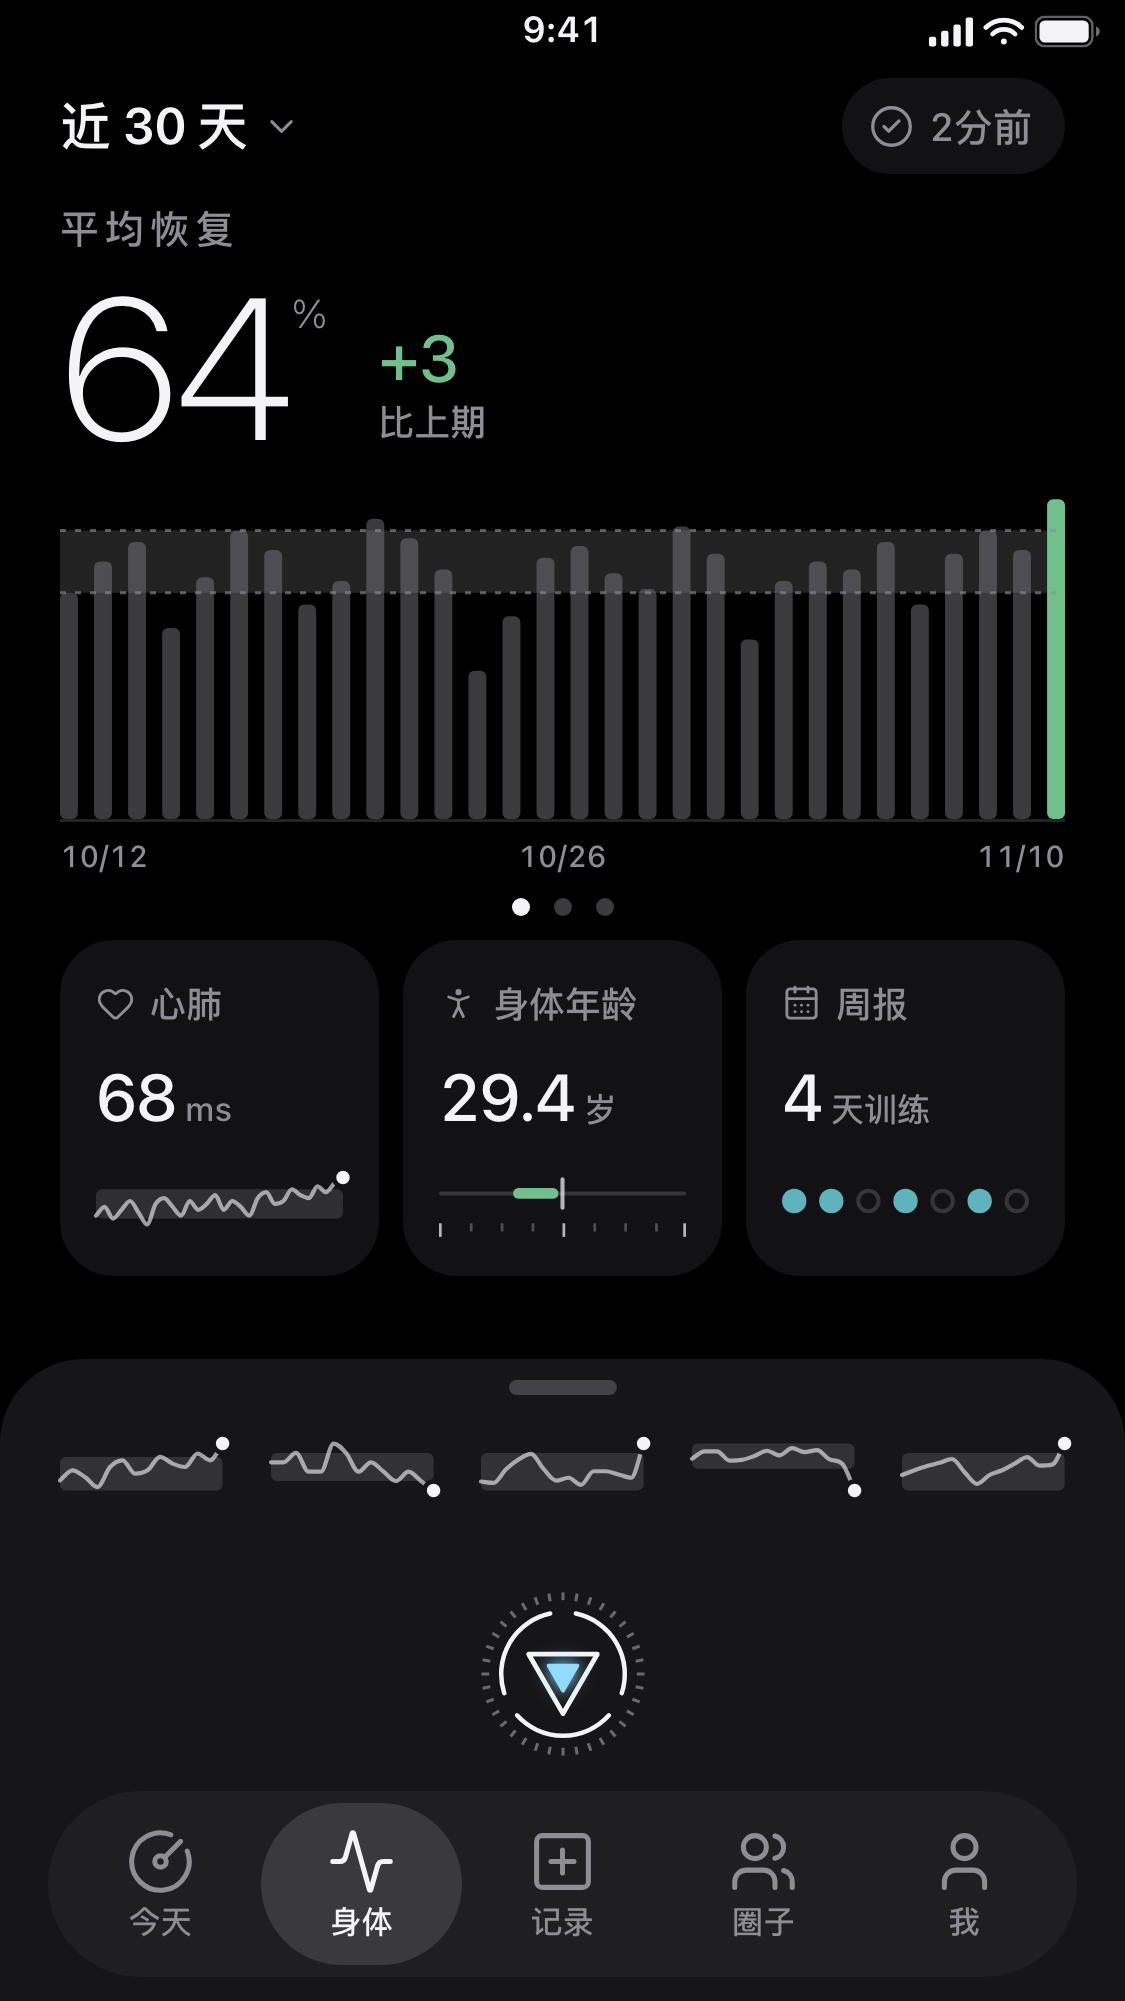 9:41
近 30 天
2分前
平均恢复
64%
+3
比上期
10/12 10/26 11/10
心肺
68 ms
身体年龄
29.4 岁
周报
4 天训练
今天 身体 记录 圈子 我